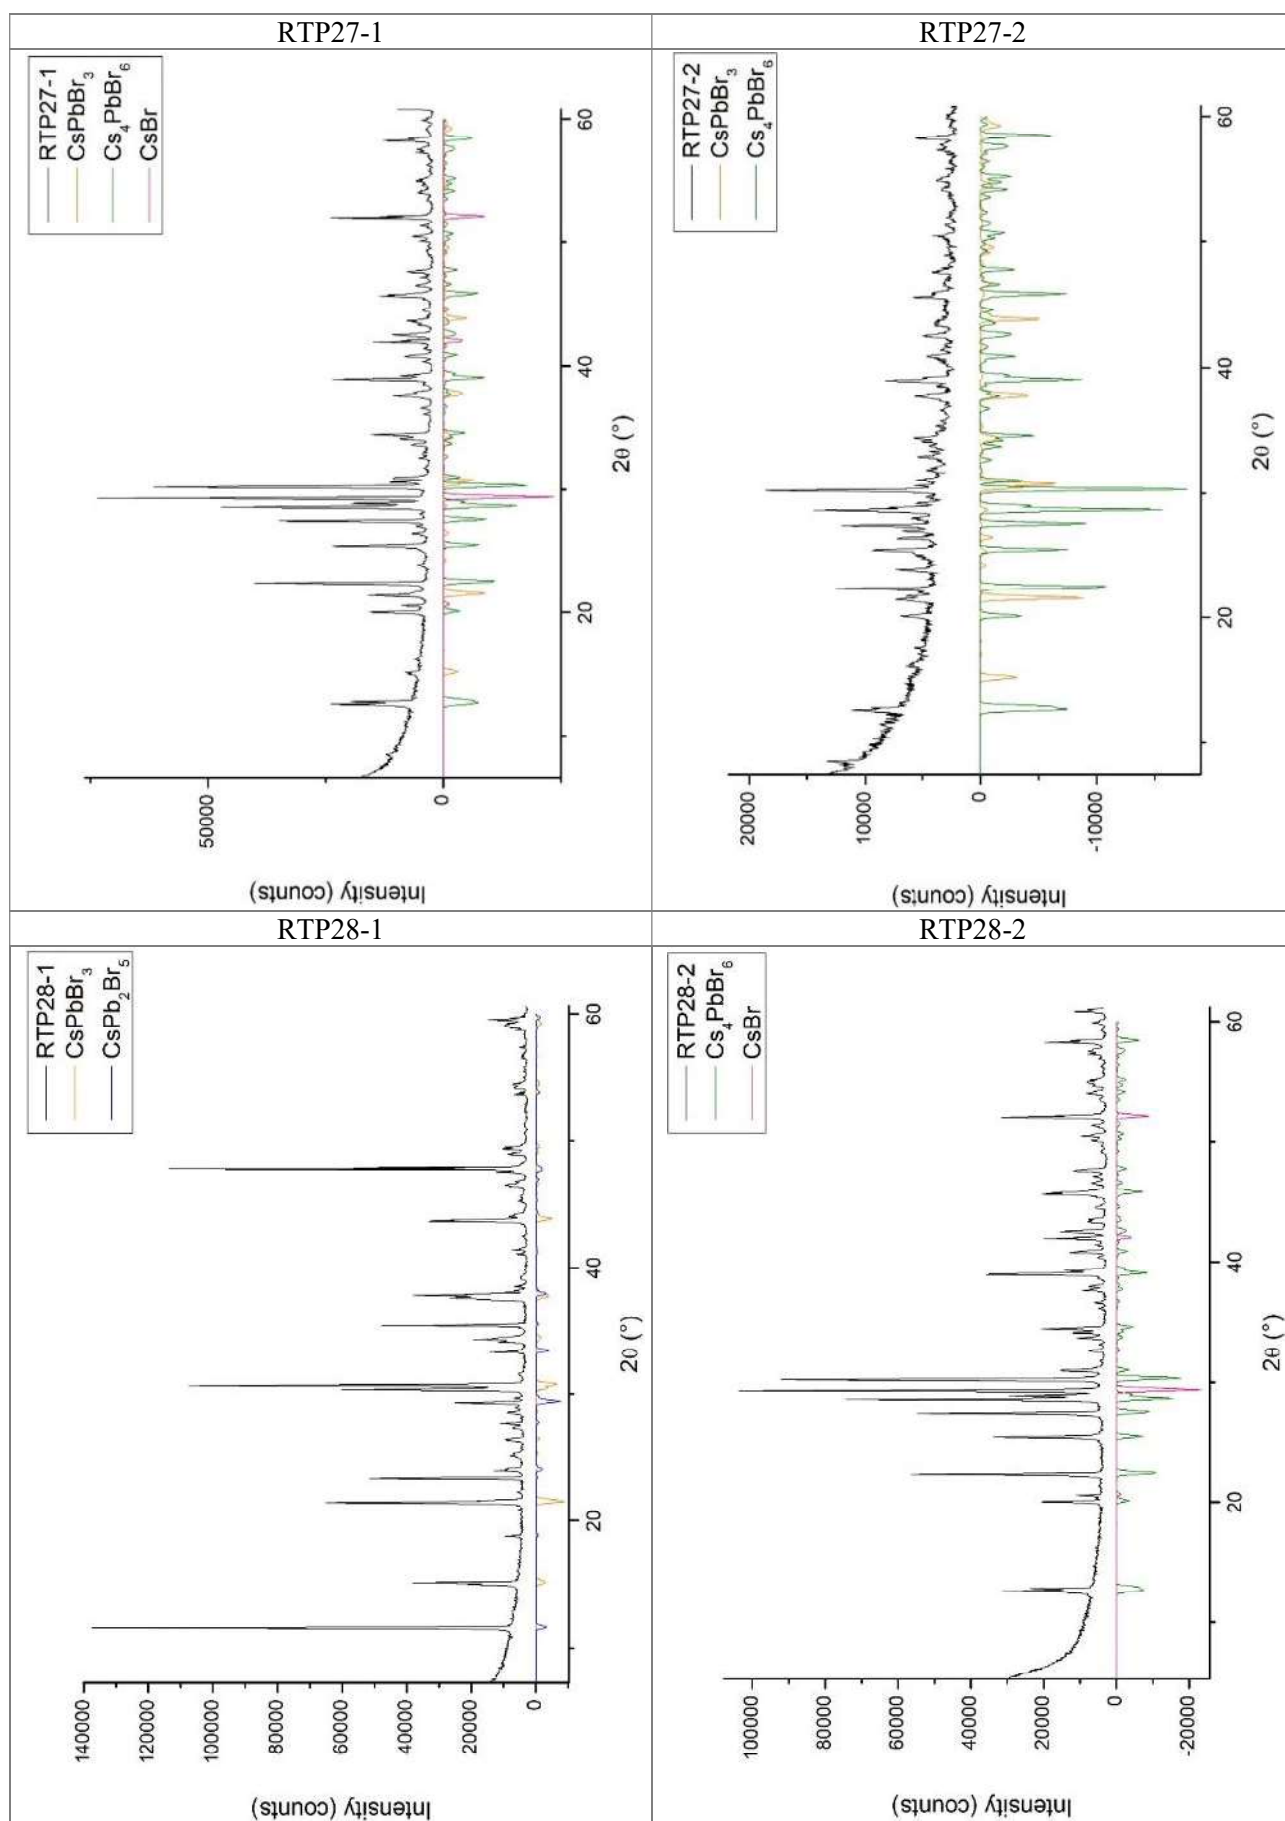 RTP27-1
RTP27-2
RTP27-1
CsPbBr₃
Cs₄PbBr₆
CsBr
50000
0
Intensity (counts)
20
40
60
2θ (°)
RTP27-2
CsPbBr₃
Cs₄PbBr₆
20000
10000
0
-10000
Intensity (counts)
20
40
60
2θ (°)
RTP28-1
RTP28-2
RTP28-1
CsPbBr₃
CsPb₂Br₅
140000
120000
100000
80000
60000
40000
20000
0
Intensity (counts)
20
40
60
2θ (°)
RTP28-2
Cs₄PbBr₆
CsBr
100000
80000
60000
40000
20000
0
-20000
Intensity (counts)
20
40
60
2θ (°)